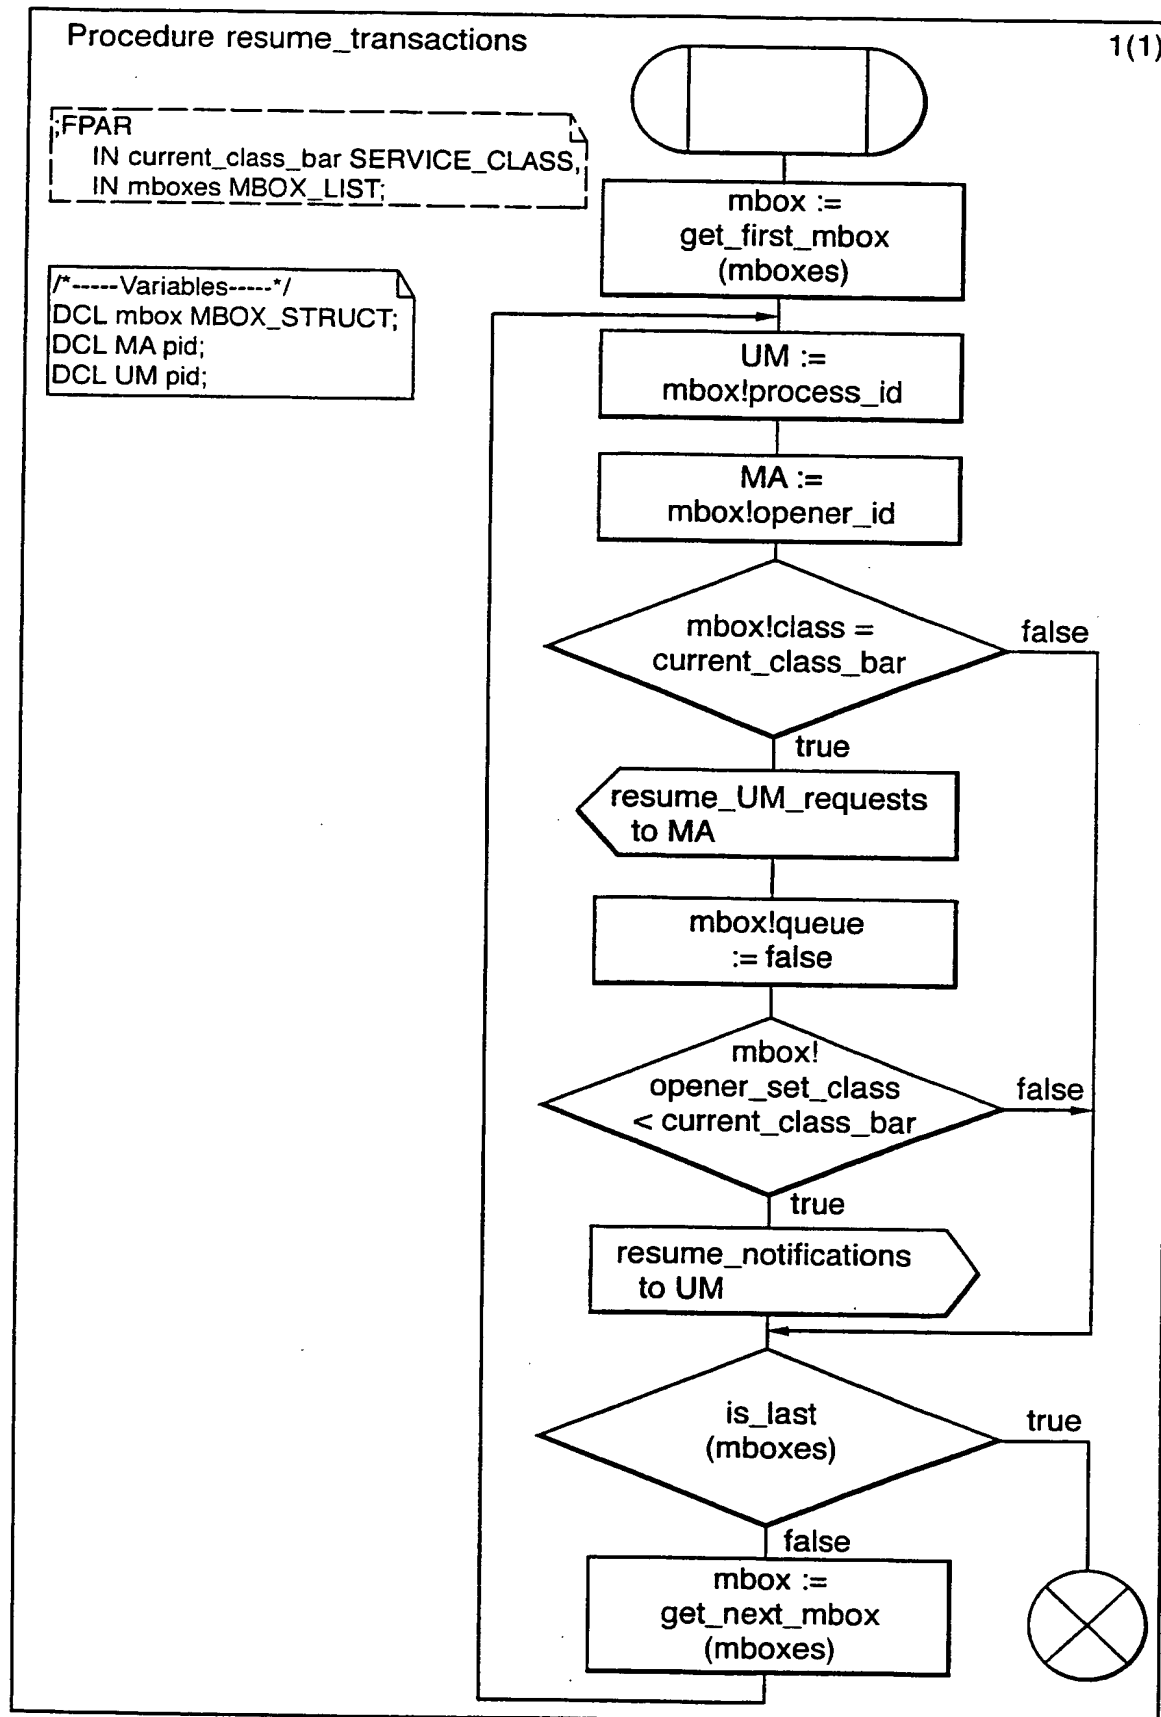 Procedure resume_transactions
1(1)
;FPAR
IN current_class_bar SERVICE_CLASS,
IN mboxes MBOX_LIST;
/*-----Variables-----*/
DCL mbox MBOX_STRUCT;
DCL MA pid;
DCL UM pid;
mbox :=
get_first_mbox
(mboxes)
UM :=
mbox!process_id
MA :=
mbox!opener_id
mbox!class =
current_class_bar
false
true
resume_UM_requests
to MA
mbox!queue
:= false
mbox!
opener_set_class
< current_class_bar
false
true
resume_notifications
to UM
is_last
(mboxes)
true
false
mbox :=
get_next_mbox
(mboxes)